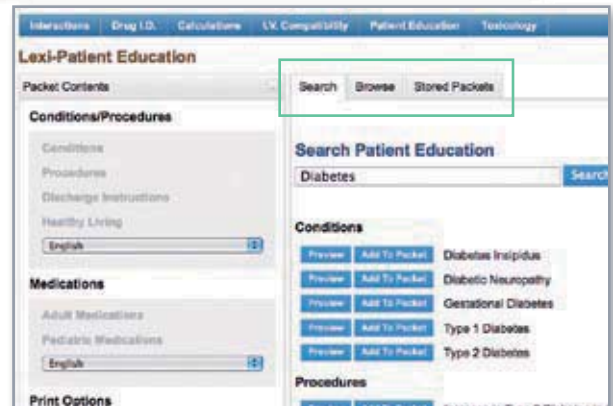 Interactions Drug I.D. Calculations I.V. Compatibility Patient Education Toxicology
Lexi-Patient Education
Packet Contents
Search Browse Stored Packets
Conditions/Procedures
Conditions
Procedures
Discharge Instructions
Healthy Living
English
Medications
Adult Medications
Pediatric Medications
English
Print Options
Search Patient Education
Diabetes Search
Conditions
Preview Add To Packet Diabetes Insipidus
Preview Add To Packet Diabetic Neuropathy
Preview Add To Packet Gestational Diabetes
Preview Add To Packet Type 1 Diabetes
Preview Add To Packet Type 2 Diabetes
Procedures